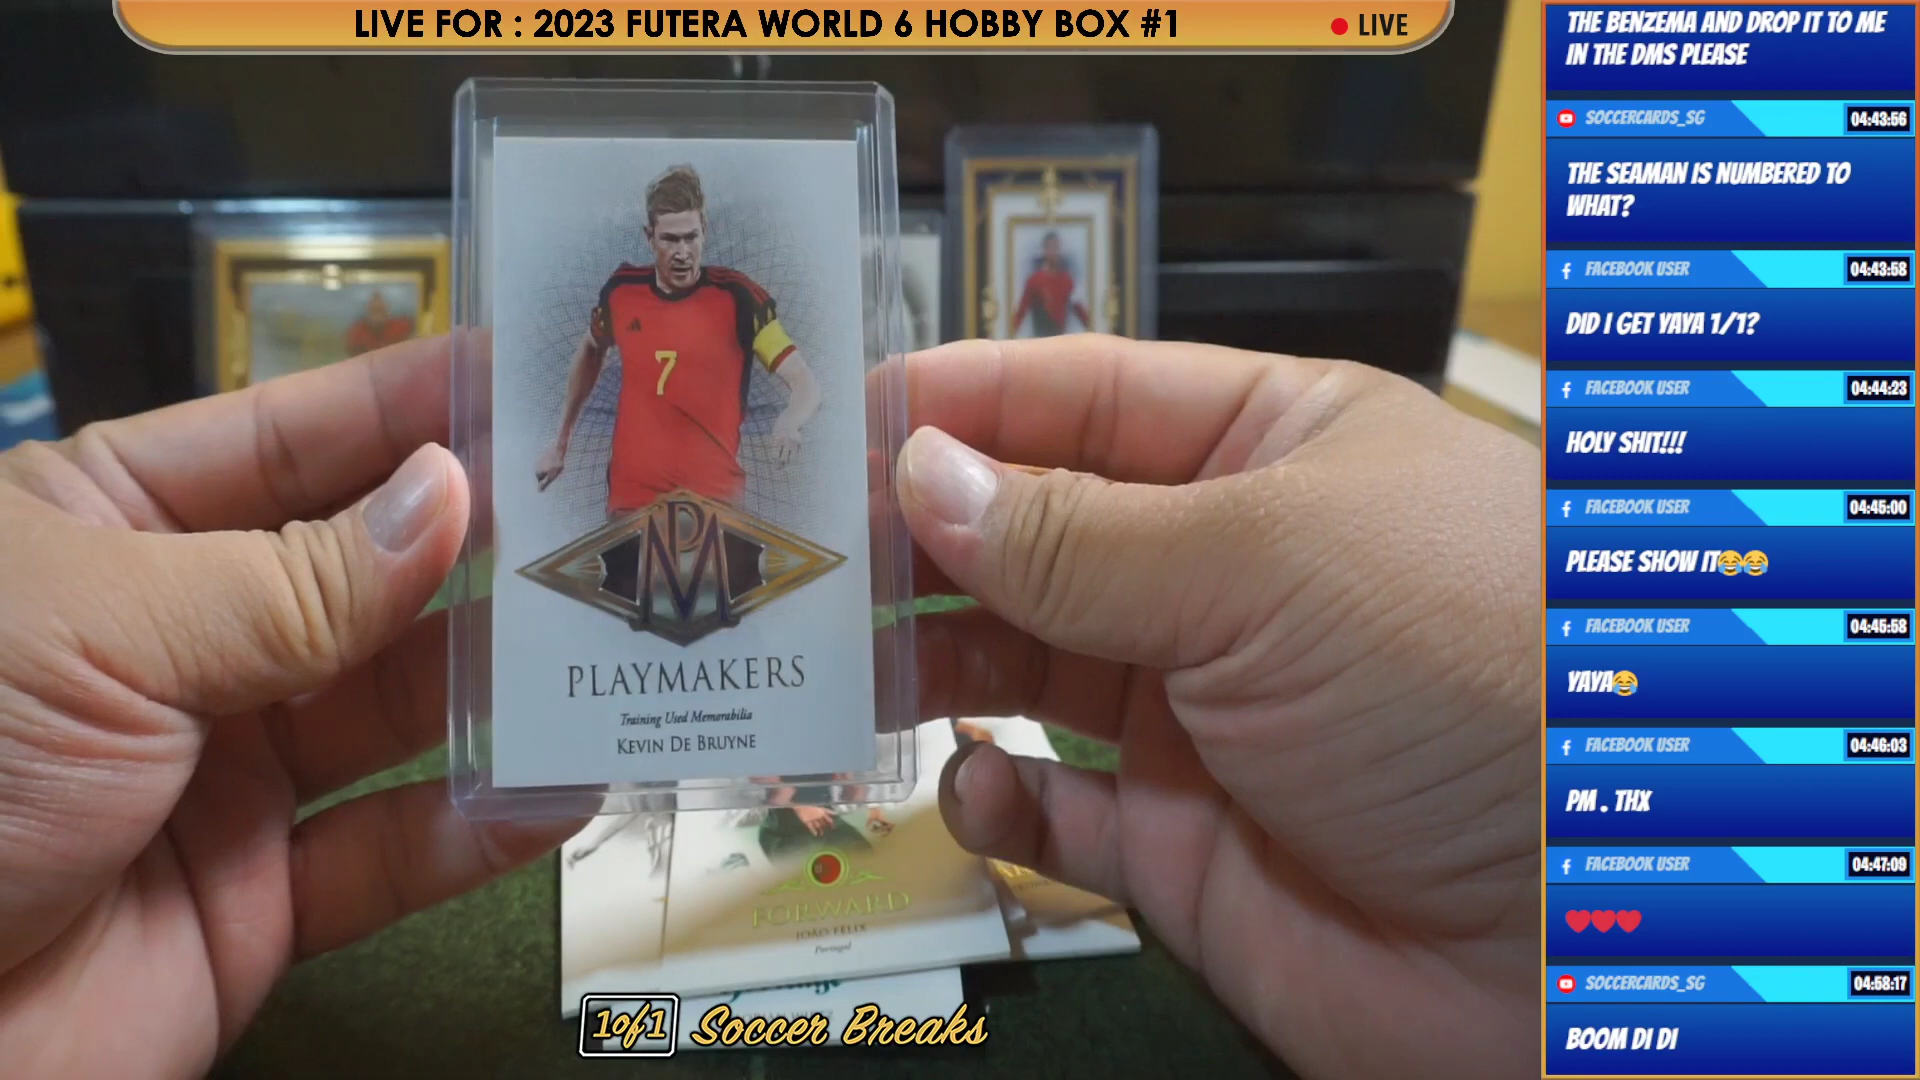 LIVE FOR : 2023 FUTERA WORLD 6 HOBBY BOX #1
LIVE
7
PM
PLAYMAKERS
Training Used Memorabilia
KEVIN DE BRUYNE
FORWARD
JOÃO FÉLIX
Portugal
1of1 Soccer Breaks
THE BENZEMA AND DROP IT TO ME
IN THE DMS PLEASE
SOCCERCARDS_SG 04:43:56
THE SEAMAN IS NUMBERED TO
WHAT?
FACEBOOK USER 04:43:58
DID I GET YAYA 1/1?
FACEBOOK USER 04:44:23
HOLY SHIT!!!
FACEBOOK USER 04:45:00
PLEASE SHOW IT😂😂
FACEBOOK USER 04:45:58
YAYA😂
FACEBOOK USER 04:46:03
PM . THX
FACEBOOK USER 04:47:09
❤❤❤
SOCCERCARDS_SG 04:58:17
BOOM DI DI